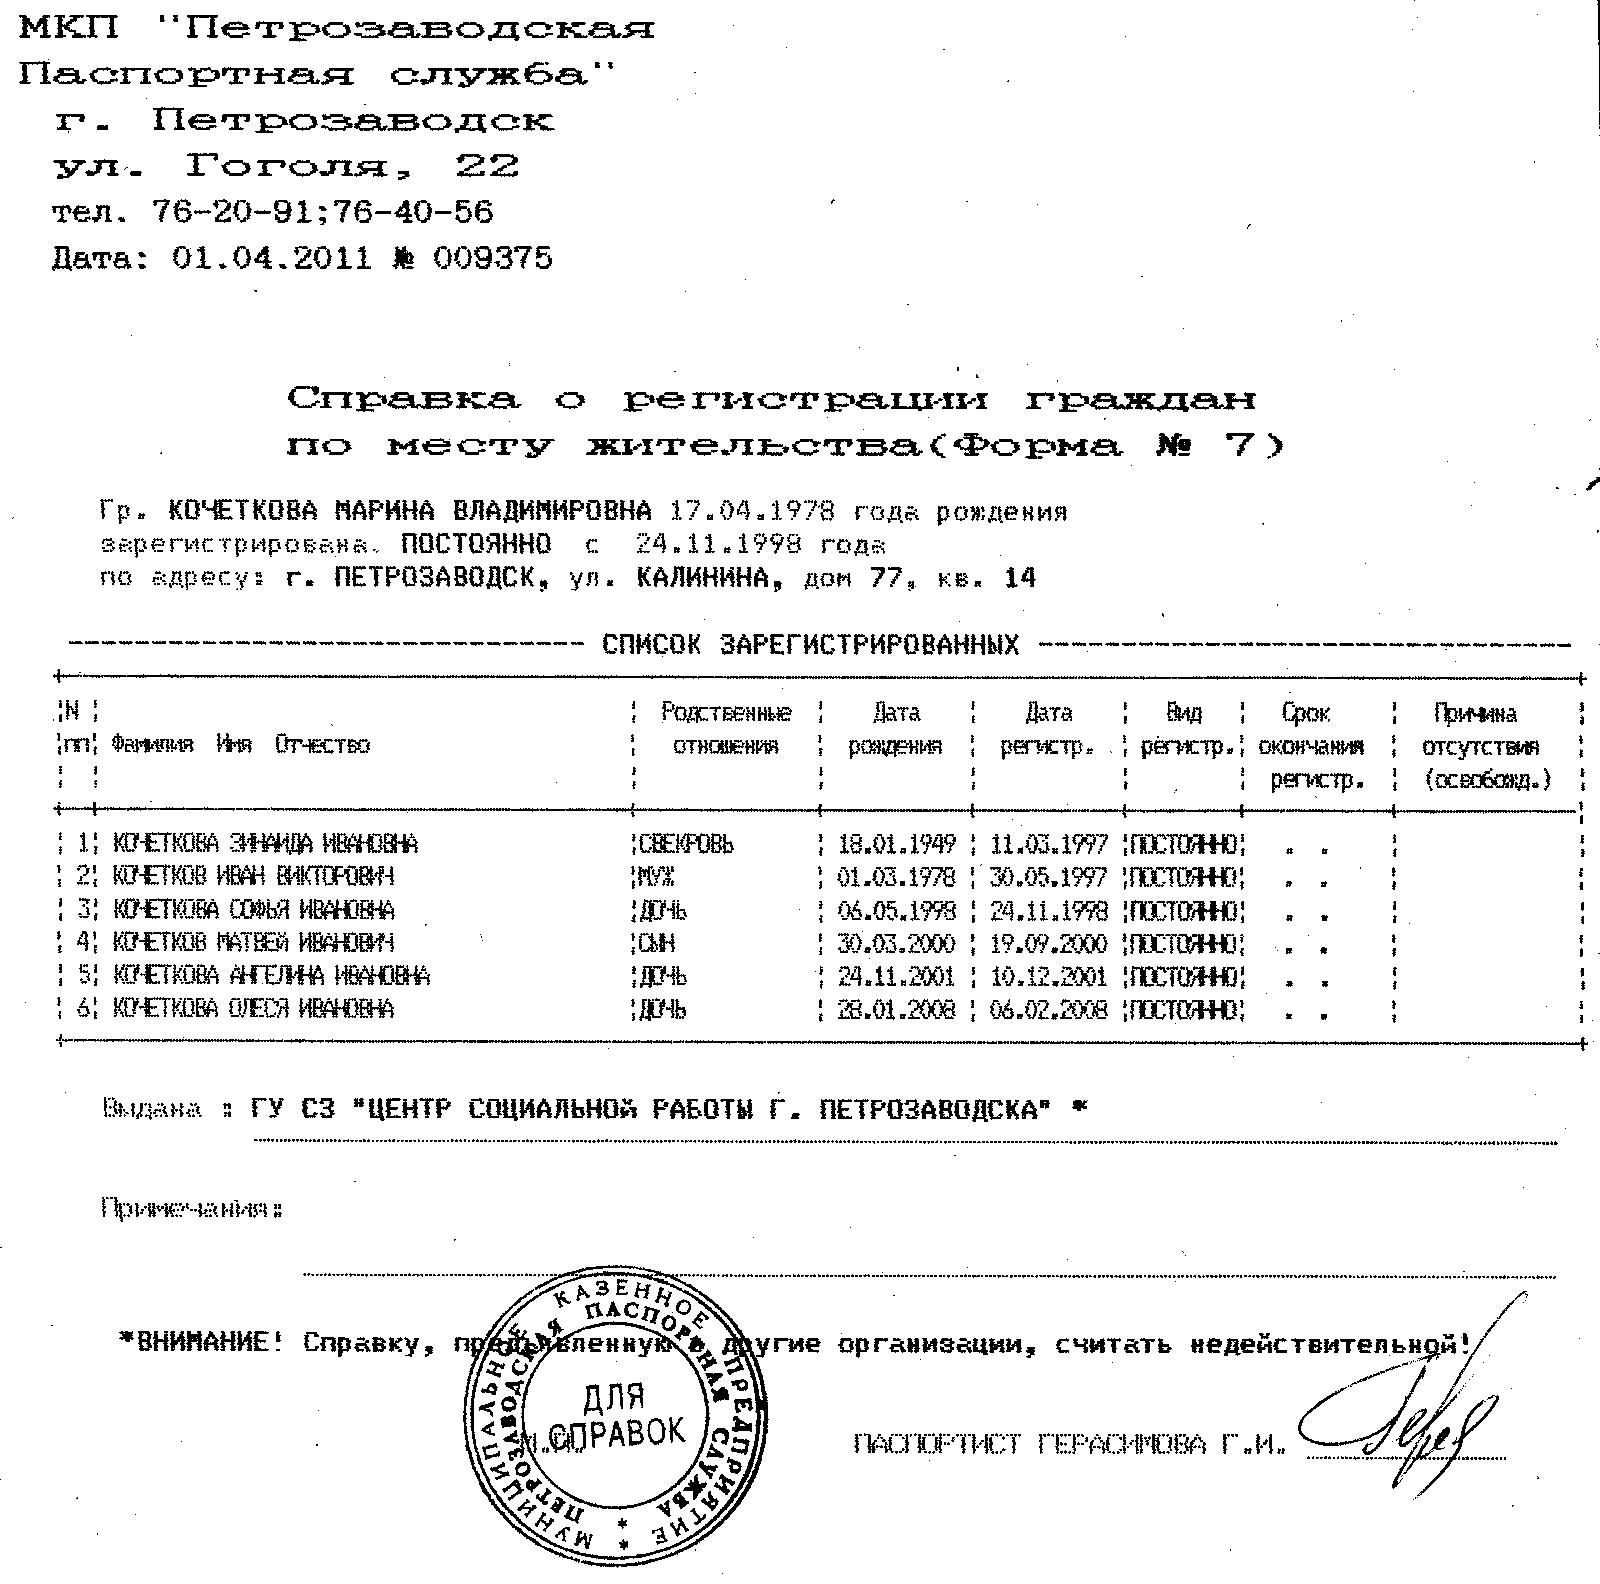 МКП "Петрозаводская
Паспортная служба"
г. Петрозаводск
ул. Гоголя, 22
тел. 76-20-91;76-40-56
Дата: 01.04.2011 № 009375
Справка о регистрации граждан
по месту жительства(Форма № 7)
Гр. КОЧЕТКОВА МАРИНА ВЛАДИМИРОВНА 17.04.1978 года рождения
зарегистрирована. ПОСТОЯННО с 24.11.1998 года
по адресу: г. ПЕТРОЗАВОДСК, ул. КАЛИНИНА, дом 77, кв. 14
СПИСОК ЗАРЕГИСТРИРОВАННЫХ
N Родственные Дата Дата Вид Срок Причина
пп Фамилия Имя Отчество отношения рождения регистр. регистр. окончания отсутствия
регистр. (освобожд.)
1 КОЧЕТКОВА ЗИНАИДА ИВАНОВНА СВЕКРОВЬ 18.01.1949 11.03.1997 ПОСТОЯННО . .
2 КОЧЕТКОВ ИВАН ВИКТОРОВИЧ МУЖ 01.03.1978 30.05.1997 ПОСТОЯННО . .
3 КОЧЕТКОВА СОФЬЯ ИВАНОВНА ДОЧЬ 06.05.1998 24.11.1998 ПОСТОЯННО . .
4 КОЧЕТКОВ МАТВЕЙ ИВАНОВИЧ СЫН 30.03.2000 19.09.2000 ПОСТОЯННО . .
5 КОЧЕТКОВА АНГЕЛИНА ИВАНОВНА ДОЧЬ 24.11.2001 10.12.2001 ПОСТОЯННО . .
6 КОЧЕТКОВА ОЛЕСЯ ИВАНОВНА ДОЧЬ 28.01.2008 06.02.2008 ПОСТОЯННО . .
Выдана : ГУ СЗ "ЦЕНТР СОЦИАЛЬНОЙ РАБОТЫ Г. ПЕТРОЗАВОДСКА" *
Примечания:
*ВНИМАНИЕ! Справку, предъявленную в другие организации, считать недействительной!
МУНИЦИПАЛЬНОЕ КАЗЕННОЕ ПРЕДПРИЯТИЕ *
ПЕТРОЗАВОДСКАЯ ПАСПОРТНАЯ СЛУЖБА *
ДЛЯ
СПРАВОК
ПАСПОРТИСТ ГЕРАСИМОВА Г.И.